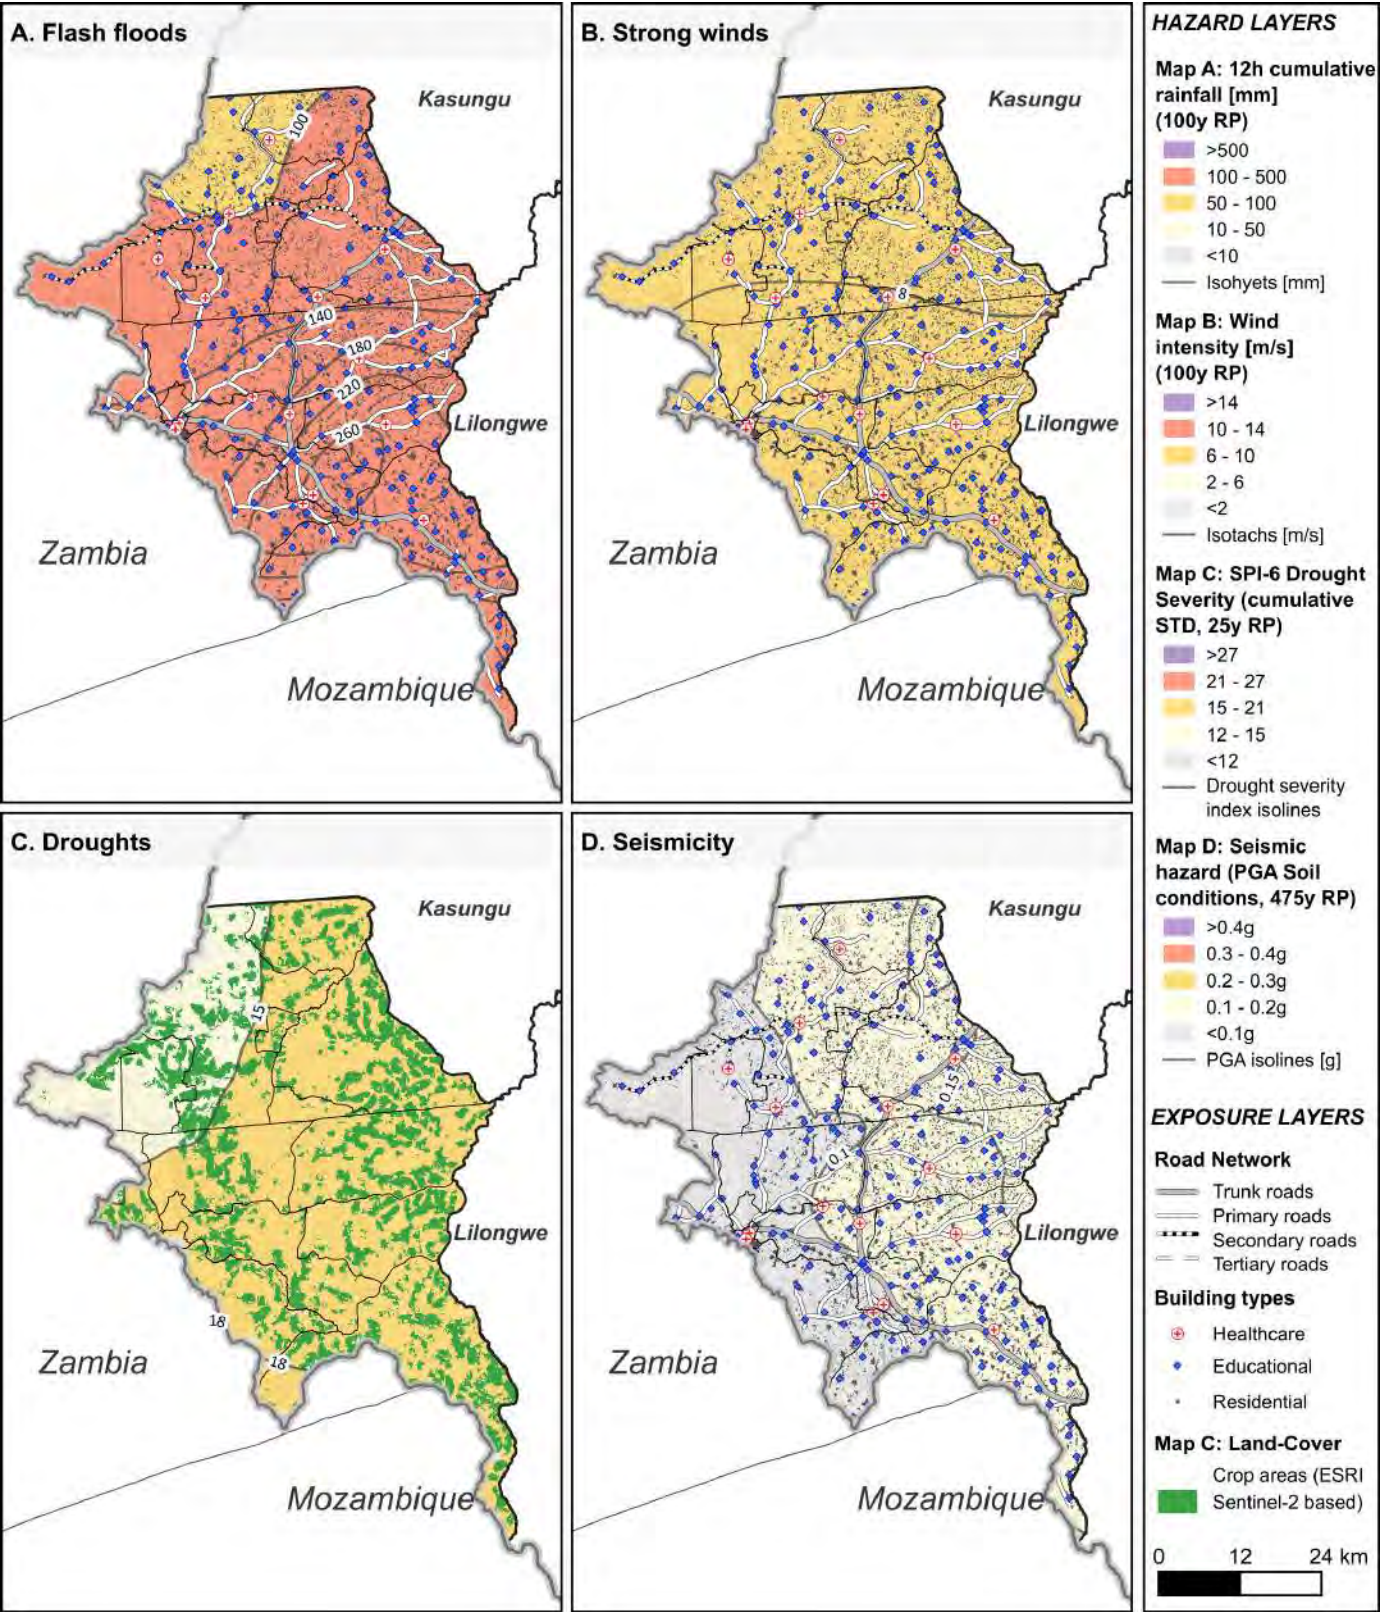 A. Flash floods
Kasungu
100
140
180
220
260
Lilongwe
Zambia
Mozambique
B. Strong winds
Kasungu
8
Lilongwe
Zambia
Mozambique
C. Droughts
Kasungu
15
Lilongwe
18
18
Zambia
Mozambique
D. Seismicity
Kasungu
0.15
0.1
Lilongwe
Zambia
Mozambique
HAZARD LAYERS
Map A: 12h cumulative
rainfall [mm]
(100y RP)
>500
100 - 500
50 - 100
10 - 50
<10
Isohyets [mm]
Map B: Wind
intensity [m/s]
(100y RP)
>14
10 - 14
6 - 10
2 - 6
<2
Isotachs [m/s]
Map C: SPI-6 Drought
Severity (cumulative
STD, 25y RP)
>27
21 - 27
15 - 21
12 - 15
<12
Drought severity
index isolines
Map D: Seismic
hazard (PGA Soil
conditions, 475y RP)
>0.4g
0.3 - 0.4g
0.2 - 0.3g
0.1 - 0.2g
<0.1g
PGA isolines [g]
EXPOSURE LAYERS
Road Network
Trunk roads
Primary roads
Secondary roads
Tertiary roads
Building types
Healthcare
Educational
Residential
Map C: Land-Cover
Crop areas (ESRI
Sentinel-2 based)
0 12 24 km